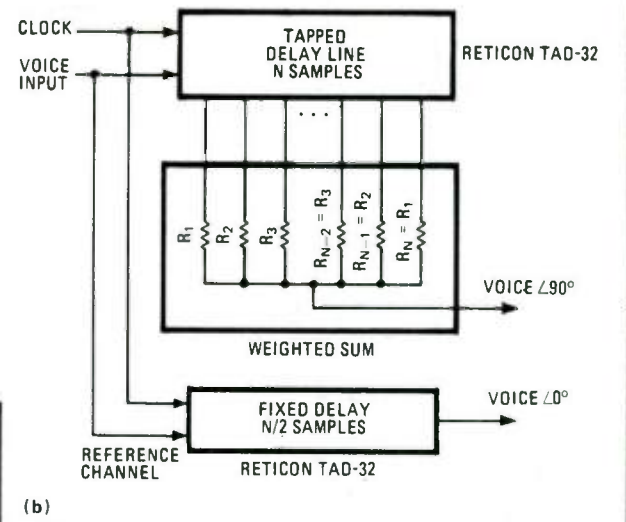 CLOCK
VOICE
INPUT
TAPPED
DELAY LINE
N SAMPLES
RETICON TAD-32
...
R1
R2
R3
RN−2 = R3
RN−1 = R2
RN = R1
VOICE ∠90°
WEIGHTED SUM
FIXED DELAY
N/2 SAMPLES
VOICE ∠0°
REFERENCE
CHANNEL
RETICON TAD-32
(b)